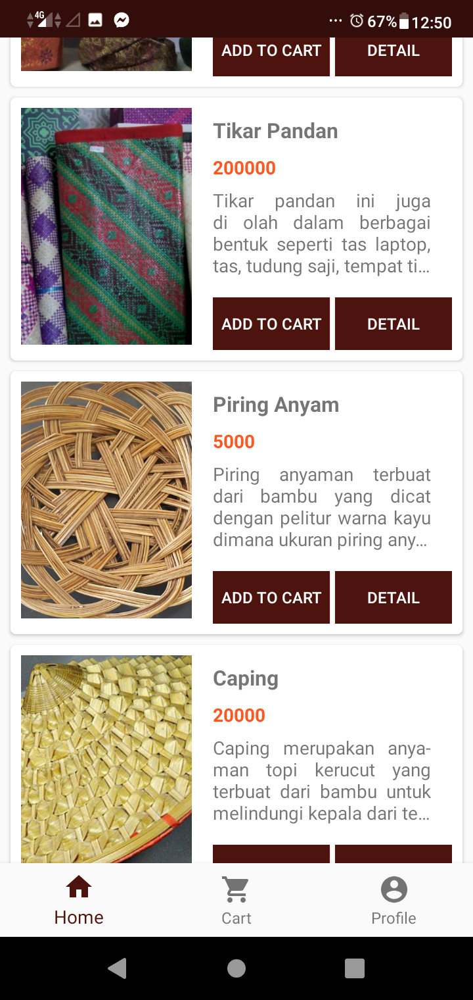 4G
67%
12:50
ADD TO CART
DETAIL
Tikar Pandan
200000
Tikar pandan ini juga
di olah dalam berbagai
bentuk seperti tas laptop,
tas, tudung saji, tempat ti...
ADD TO CART
DETAIL
Piring Anyam
5000
Piring anyaman terbuat
dari bambu yang dicat
dengan pelitur warna kayu
dimana ukuran piring any...
ADD TO CART
DETAIL
Caping
20000
Caping merupakan anya-
man topi kerucut yang
terbuat dari bambu untuk
melindungi kepala dari te...
Home
Cart
Profile